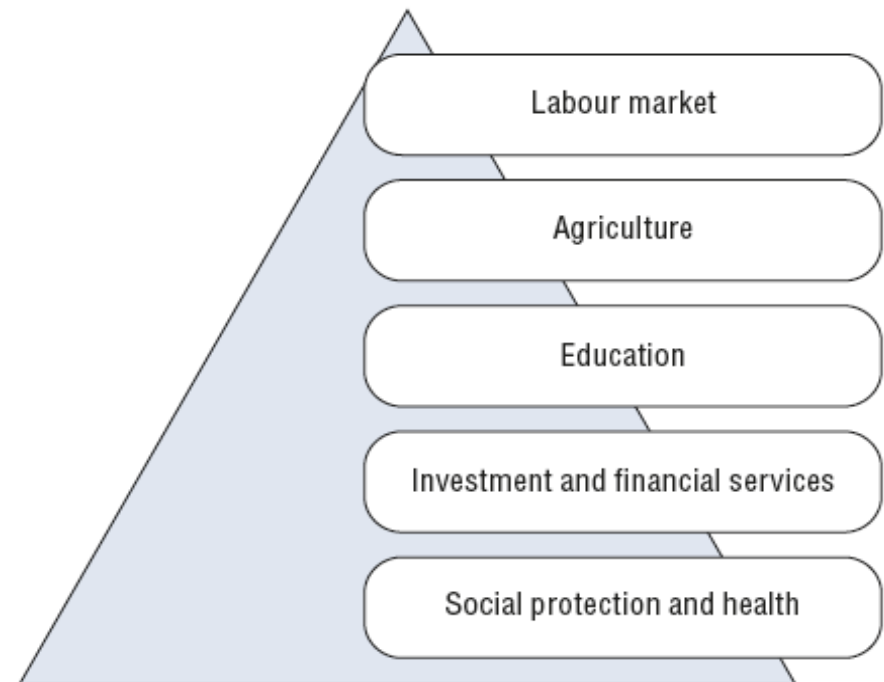 Labour market
Agriculture
Education
Investment and financial services
Social protection and health